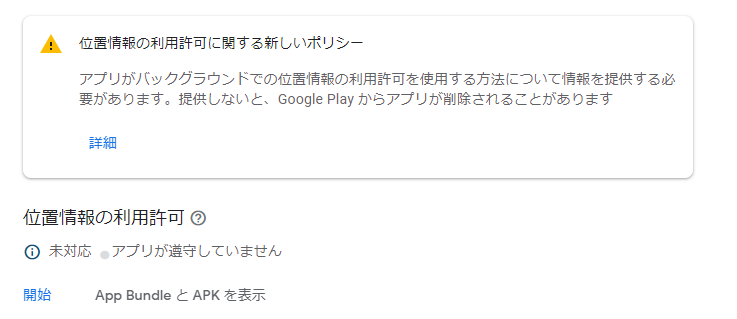 位置情報の利用許可に関する新しいポリシー
アプリがバックグラウンドでの位置情報の利用許可を使用する方法について情報を提供する必
要があります。提供しないと、Google Play からアプリが削除されることがあります
詳細
位置情報の利用許可
未対応 アプリが遵守していません
開始 App Bundle と APK を表示